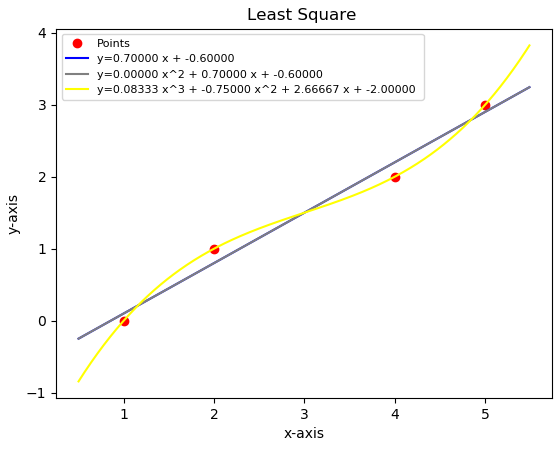 Least Square
Points
y=0.70000 x + -0.60000
y=0.00000 x^2 + 0.70000 x + -0.60000
y=0.08333 x^3 + -0.75000 x^2 + 2.66667 x + -2.00000
4
3
2
1
0
−1
y-axis
1 2 3 4 5
x-axis